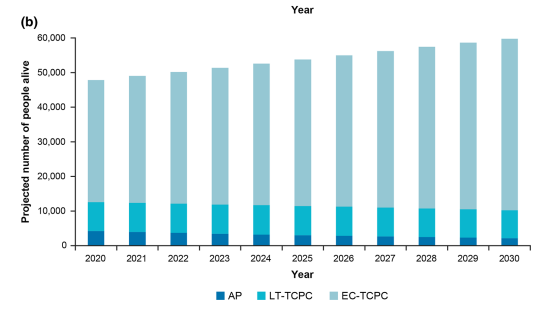 Year
(b)
Projected number of people alive
60,000
50,000
40,000
30,000
20,000
10,000
0
2020 2021 2022 2023 2024 2025 2026 2027 2028 2029 2030
Year
AP LT-TCPC EC-TCPC